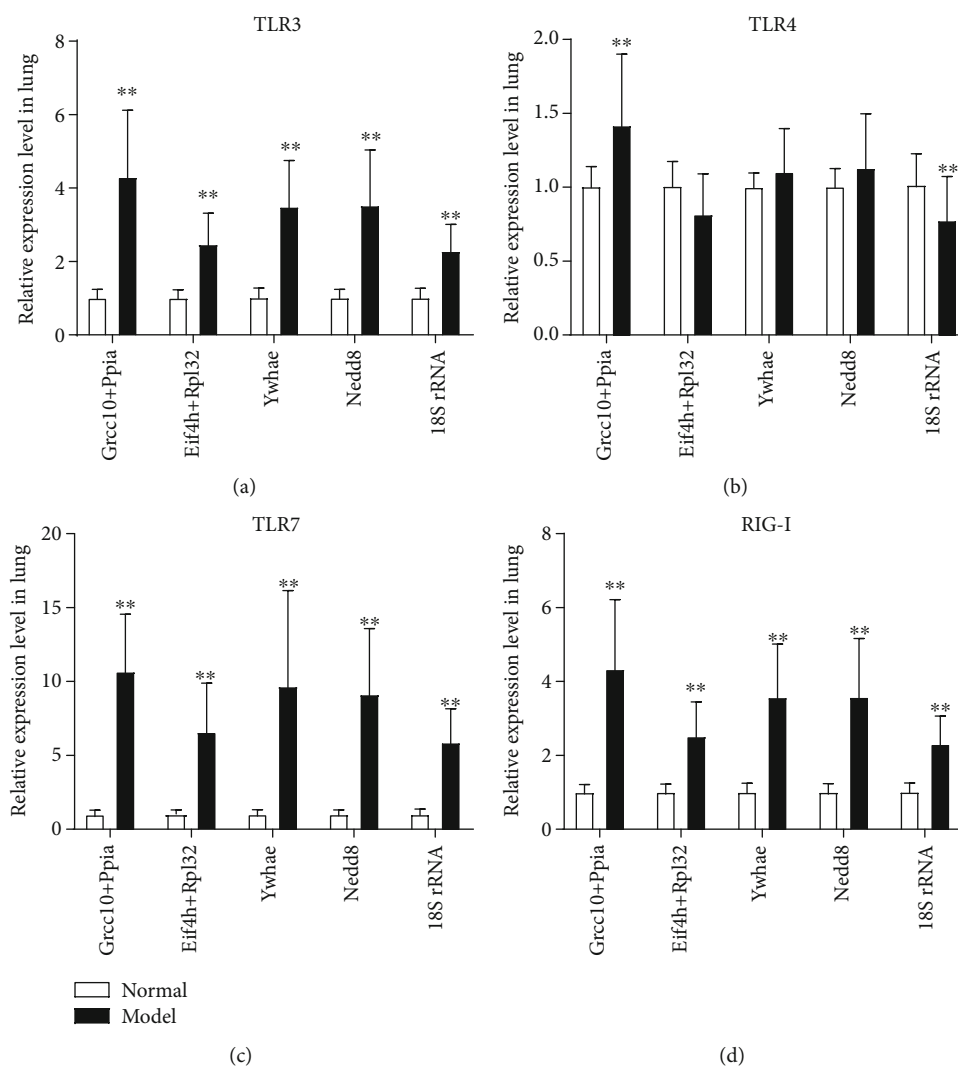 TLR3
Relative expression level in lung
8
6
4
2
0
** ** ** ** **
Grcc10+Ppia
Eif4h+Rpl32
Ywhae
Nedd8
18S rRNA
(a)
TLR4
Relative expression level in lung
2.0
1.5
1.0
0.5
0.0
** **
Grcc10+Ppia
Eif4h+Rpl32
Ywhae
Nedd8
18S rRNA
(b)
TLR7
Relative expression level in lung
20
15
10
5
0
** ** ** ** **
Grcc10+Ppia
Eif4h+Rpl32
Ywhae
Nedd8
18S rRNA
Normal
Model
(c)
RIG-I
Relative expression level in lung
8
6
4
2
0
** ** ** ** **
Grcc10+Ppia
Eif4h+Rpl32
Ywhae
Nedd8
18S rRNA
(d)